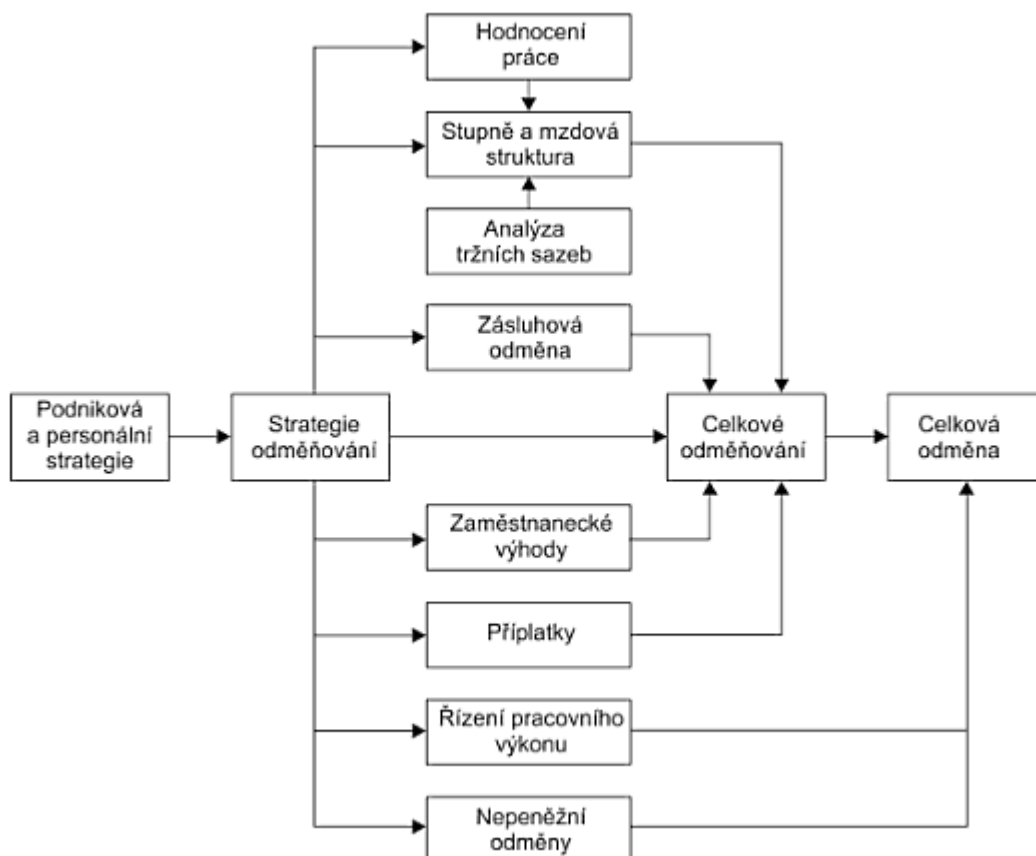 Hodnocení
práce
Stupně a mzdová
struktura
Analýza
tržních sazeb
Zásluhová
odměna
Podniková
a personální
strategie
Strategie
odměňování
Celkové
odměňování
Celková
odměna
Zaměstnanecké
výhody
Příplatky
Řízení pracovního
výkonu
Nepeněžní
odměny